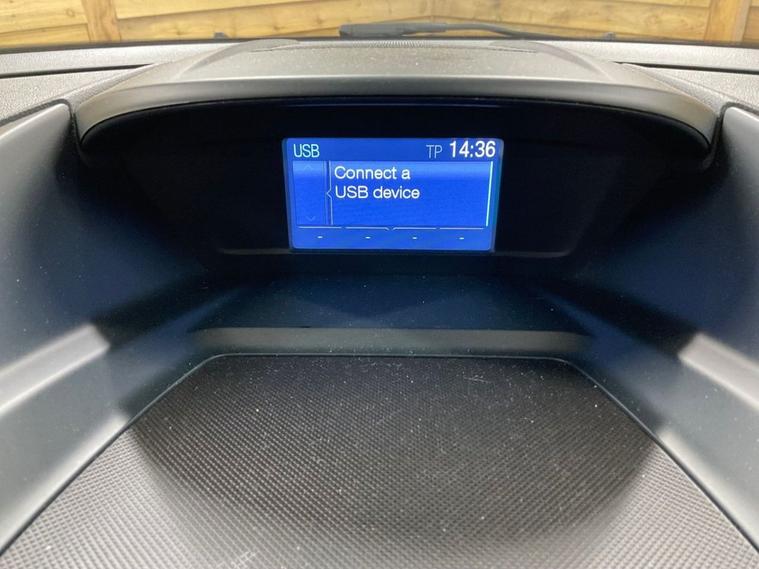 USB TP 14:36
Connect a
USB device